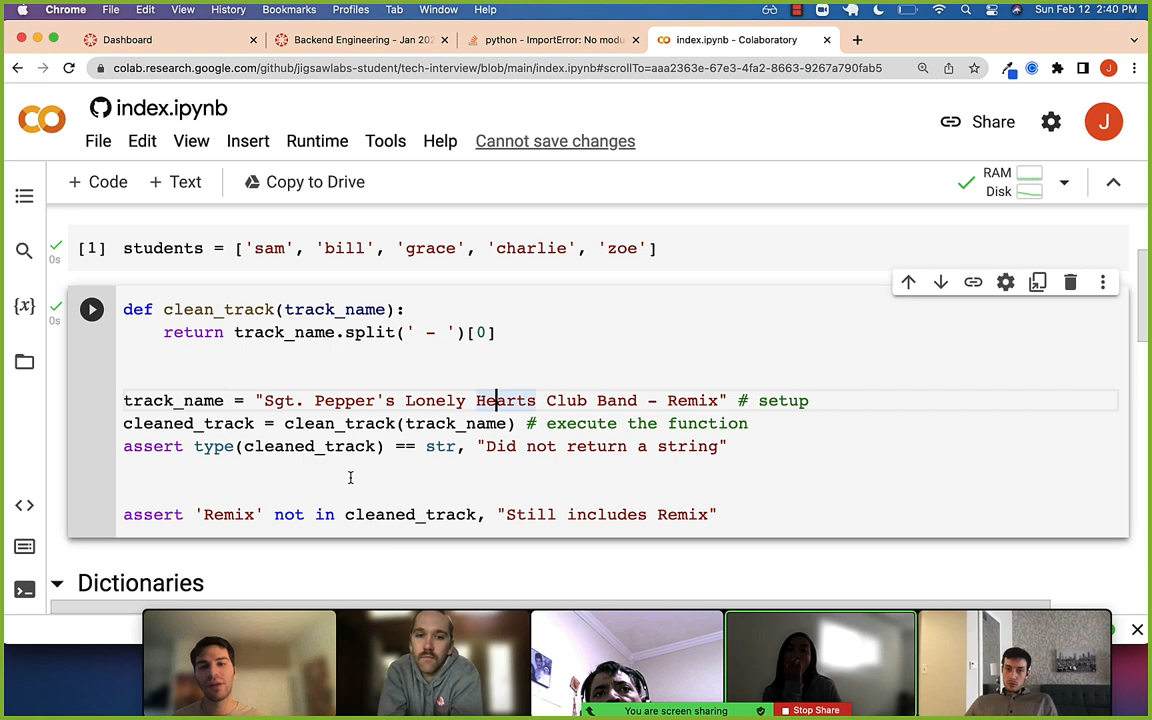 Chrome File Edit View History Bookmarks Profiles Tab Window Help Sun Feb 12 2:40 PM
Dashboard Backend Engineering - Jan 202 python - ImportError: No modu index.ipynb - Colaboratory
colab.research.google.com/github/jigsawlabs-student/tech-interview/blob/main/index.ipynb#scrollTo=aaa2363e-67e3-4fa2-8663-9267a790fab5 J
CO index.ipynb Share J
File Edit View Insert Runtime Tools Help Cannot save changes
+ Code + Text Copy to Drive RAM
Disk
[1] students = ['sam', 'bill', 'grace', 'charlie', 'zoe']
0s
{x}
0s
def clean_track(track_name):
return track_name.split(' - ')[0]
track_name = "Sgt. Pepper's Lonely Hearts Club Band - Remix" # setup
cleaned_track = clean_track(track_name) # execute the function
assert type(cleaned_track) == str, "Did not return a string"
assert 'Remix' not in cleaned_track, "Still includes Remix"
Dictionaries
You are screen sharing Stop Share